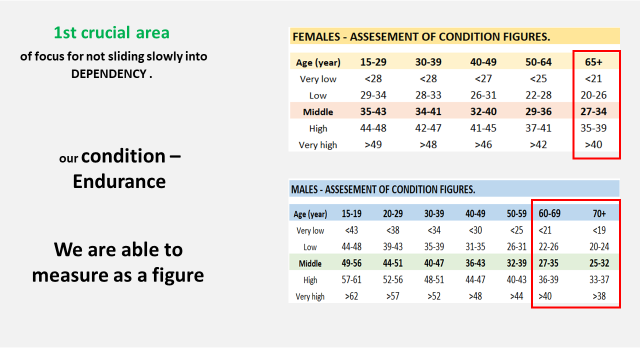 1st crucial area
of focus for not sliding slowly into
DEPENDENCY .
our condition –
Endurance
We are able to
measure as a figure
FEMALES - ASSESEMENT OF CONDITION FIGURES.
Age (year) 15-29 30-39 40-49 50-64 65+
Very low <28 <28 <27 <25 <21
Low 29-34 28-33 26-31 22-28 20-26
Middle 35-43 34-41 32-40 29-36 27-34
High 44-48 42-47 41-45 37-41 35-39
Very high >49 >48 >46 >42 >40
MALES - ASSESEMENT OF CONDITION FIGURES.
Age (year) 15-19 20-29 30-39 40-49 50-59 60-69 70+
Very low <43 <38 <34 <30 <25 <21 <19
Low 44-48 39-43 35-39 31-35 26-31 22-26 20-24
Middle 49-56 44-51 40-47 36-43 32-39 27-35 25-32
High 57-61 52-56 48-51 44-47 40-43 36-39 33-37
Very high >62 >57 >52 >48 >44 >40 >38